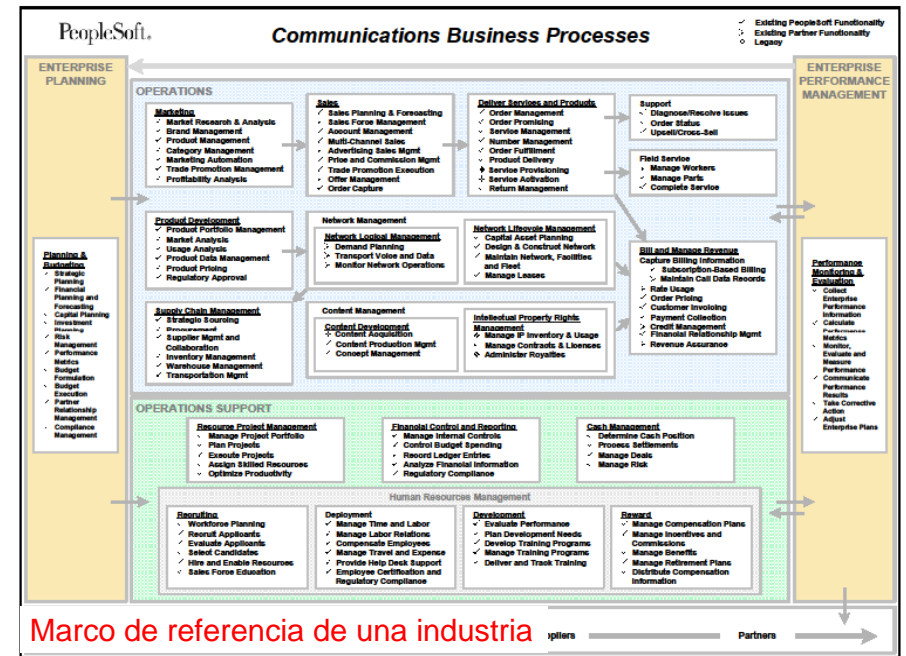 PeopleSoft.
Communications Business Processes
Existing PeopleSoft Functionality
Existing Partner Functionality
Legacy
ENTERPRISE
PLANNING
ENTERPRISE
PERFORMANCE
MANAGEMENT
OPERATIONS
Marketing
Market Research & Analysis
Brand Management
Product Management
Category Management
Marketing Automation
Trade Promotion Management
Profitability Analysis
Sales
Sales Planning & Forecasting
Sales Force Management
Account Management
Multi-Channel Sales
Advertising Sales Mgmt
Price and Commission Mgmt
Trade Promotion Execution
Offer Management
Order Capture
Deliver Services and Products
Order Management
Order Promising
Service Management
Number Management
Order Fulfillment
Product Delivery
Service Provisioning
Service Activation
Return Management
Support
Diagnose/Resolve Issues
Order Status
Upsell/Cross-Sell
Field Service
Manage Workers
Manage Parts
Complete Service
Product Development
Product Portfolio Management
Market Analysis
Usage Analysis
Product Data Management
Product Pricing
Regulatory Approval
Network Management
Network Logical Management
Demand Planning
Transport Voice and Data
Monitor Network Operations
Network Lifecycle Management
Capital Asset Planning
Design & Construct Network
Maintain Network, Facilities
and Fleet
Manage Leases
Bill and Manage Revenue
Capture Billing Information
Subscription-Based Billing
Maintain Call Data Records
Rate Usage
Order Pricing
Customer Invoicing
Payment Collection
Credit Management
Financial Relationship Mgmt
Revenue Assurance
Supply Chain Management
Strategic Sourcing
Procurement
Supplier Mgmt and
Collaboration
Inventory Management
Warehouse Management
Transportation Mgmt
Content Management
Content Development
Content Acquisition
Content Production Mgmt
Concept Management
Intellectual Property Rights
Management
Manage IP Inventory & Usage
Manage Contracts & Licenses
Administer Royalties
Planning &
Budgeting
Strategic
Planning
Financial
Planning and
Forecasting
Capital Planning
Investment
Planning
Risk
Management
Performance
Metrics
Budget
Formulation
Budget
Execution
Partner
Relationship
Management
Compliance
Management
Performance
Monitoring &
Evaluation
Collect
Enterprise
Performance
Information
Calculate
Performance
Metrics
Monitor,
Evaluate and
Measure
Performance
Communicate
Performance
Results
Take Corrective
Action
Adjust
Enterprise Plans
OPERATIONS SUPPORT
Resource Project Management
Manage Project Portfolio
Plan Projects
Execute Projects
Assign Skilled Resources
Optimize Productivity
Financial Control and Reporting
Manage Internal Controls
Control Budget Spending
Record Ledger Entries
Analyze Financial Information
Regulatory Compliance
Cash Management
Determine Cash Position
Process Settlements
Manage Deals
Manage Risk
Human Resources Management
Recruiting
Workforce Planning
Recruit Applicants
Evaluate Applicants
Select Candidates
Hire and Enable Resources
Sales Force Education
Deployment
Manage Time and Labor
Manage Labor Relations
Compensate Employees
Manage Travel and Expense
Provide Help Desk Support
Employee Certification and
Regulatory Compliance
Development
Evaluate Performance
Plan Development Needs
Develop Training Programs
Manage Training Programs
Deliver and Track Training
Reward
Manage Compensation Plans
Manage Incentives and
Commissions
Manage Benefits
Manage Retirement Plans
Distribute Compensation
Information
Marco de referencia de una industria
pliers
Partners